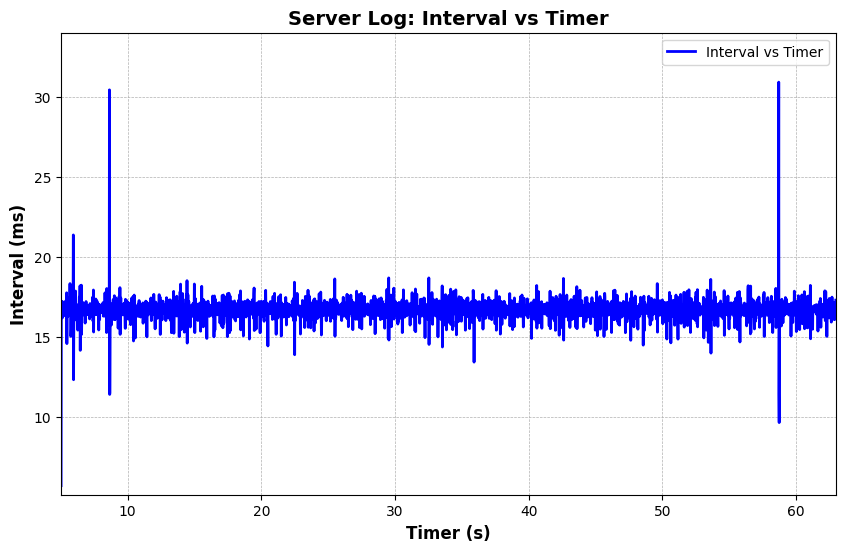 Server Log: Interval vs Timer
Interval vs Timer
30
25
20
15
10
Interval (ms)
10 20 30 40 50 60
Timer (s)